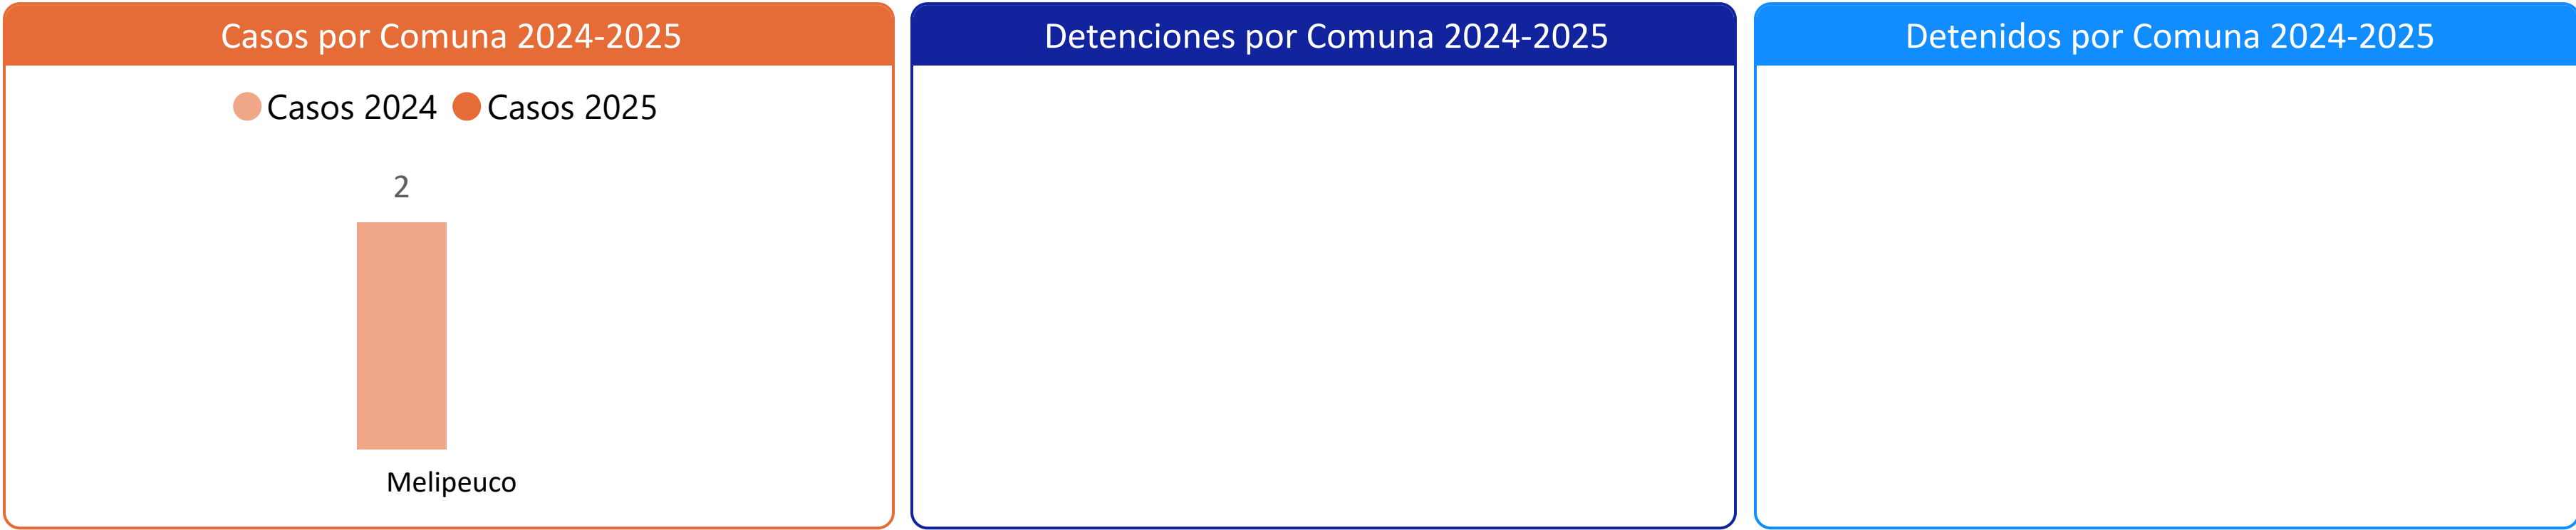 Casos por Comuna 2024-2025
Casos 2024 Casos 2025
2
Melipeuco
Detenciones por Comuna 2024-2025
Detenidos por Comuna 2024-2025